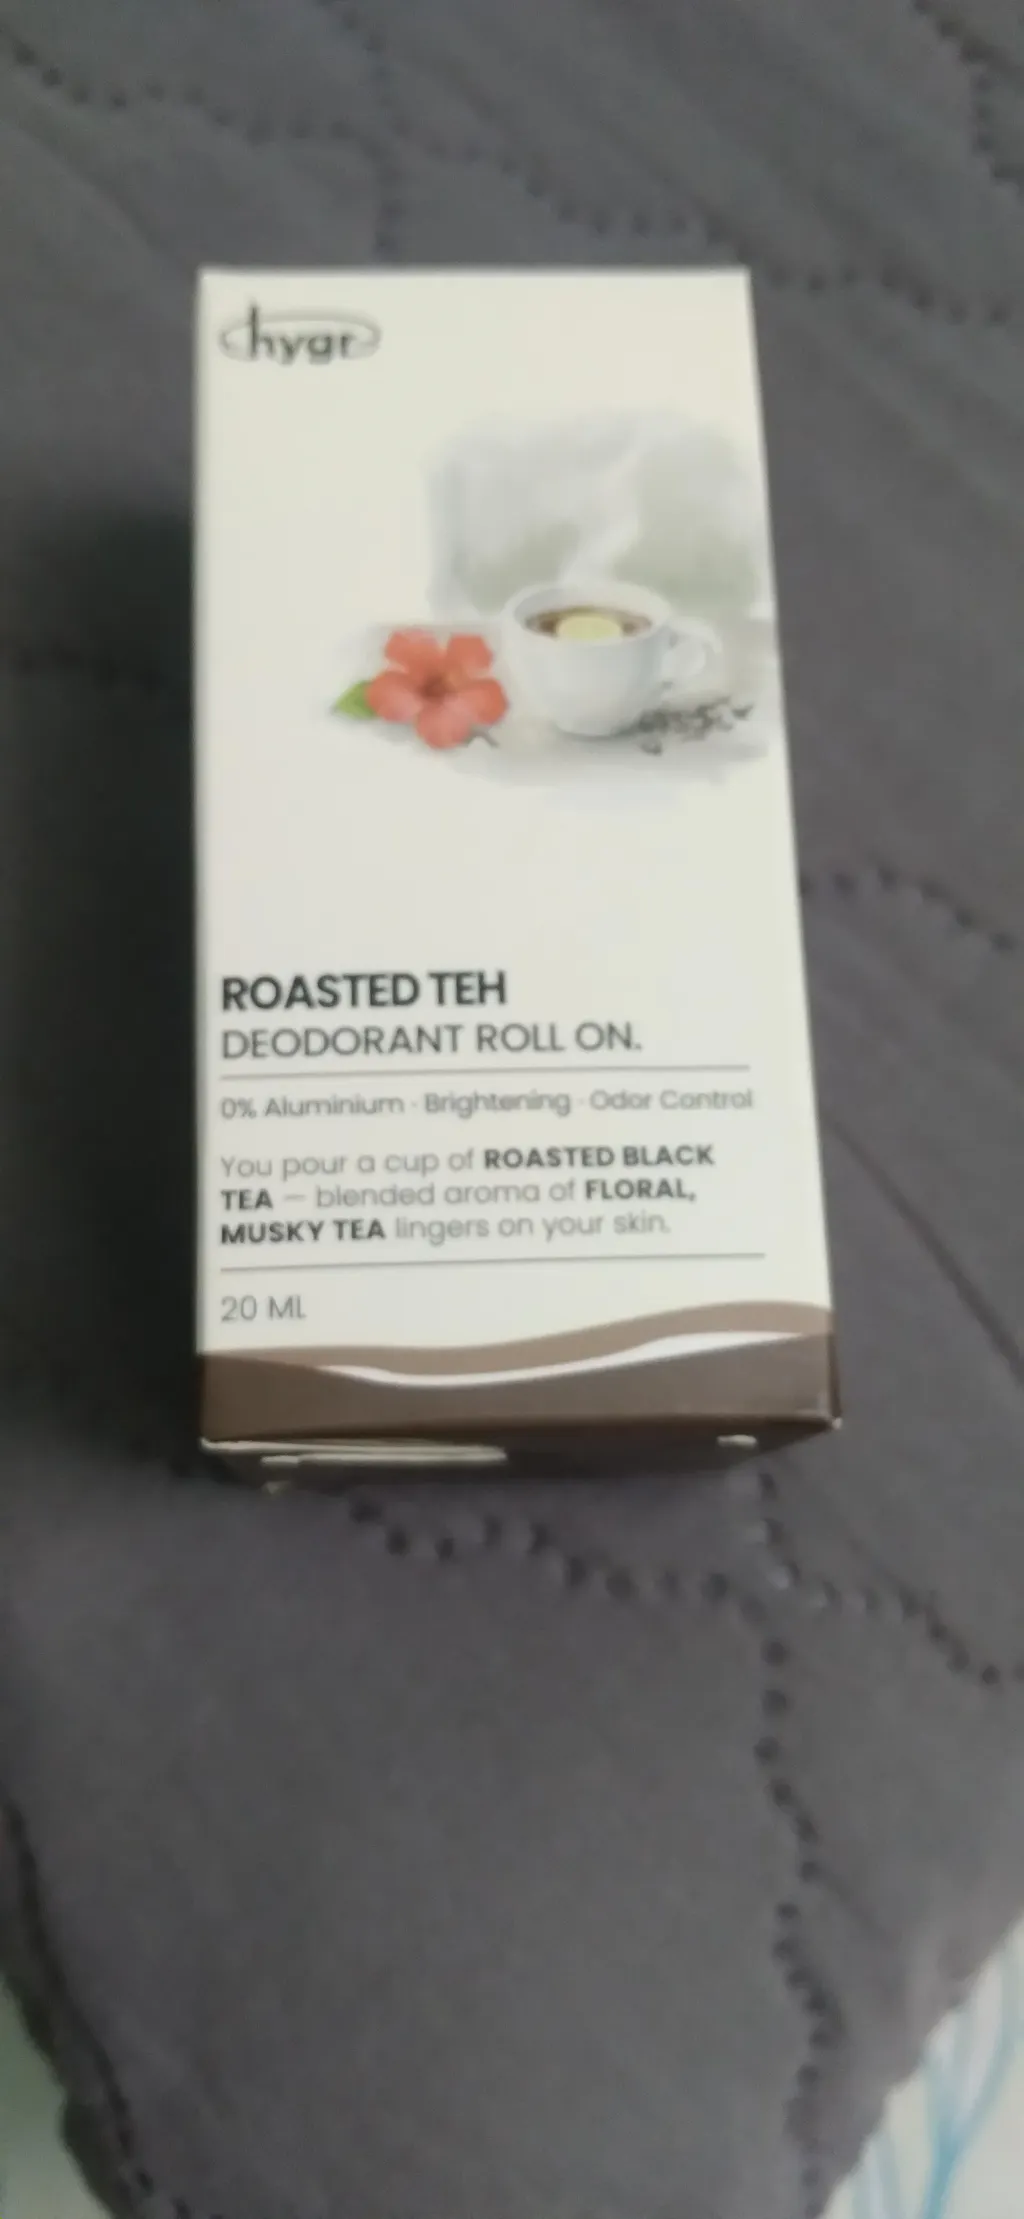 hygr
ROASTED TEH
DEODORANT ROLL ON.
0% Aluminium · Brightening · Odor Control
You pour a cup of ROASTED BLACK
TEA — blended aroma of FLORAL,
MUSKY TEA lingers on your skin.
20 ML